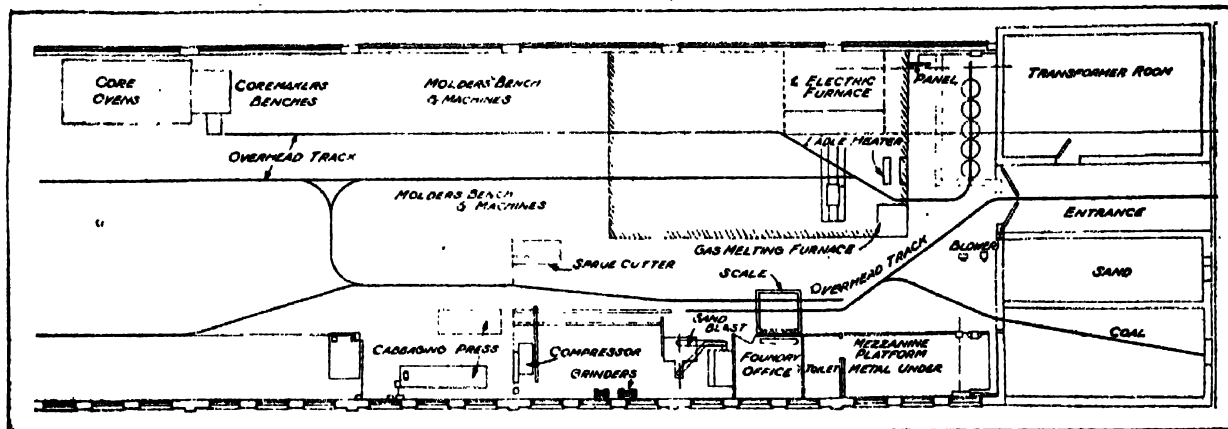 CORE
OVENS
COREMAKERS
BENCHES
MOLDERS BENCH
& MACHINES
ELECTRIC
FURNACE
PANEL
TRANSFORMER ROOM
OVERHEAD TRACK
LADLE HEATER
MOLDERS BENCH
& MACHINES
ENTRANCE
GAS MELTING FURNACE
BLOWER
SPRUE CUTTER
SCALE
OVERHEAD TRACK
SAND
SAND
BLAST
COAL
CABBAGING PRESS
COMPRESSOR
GRINDERS
FOUNDRY
OFFICE
TOILET
MEZZANINE
PLATFORM
METAL UNDER